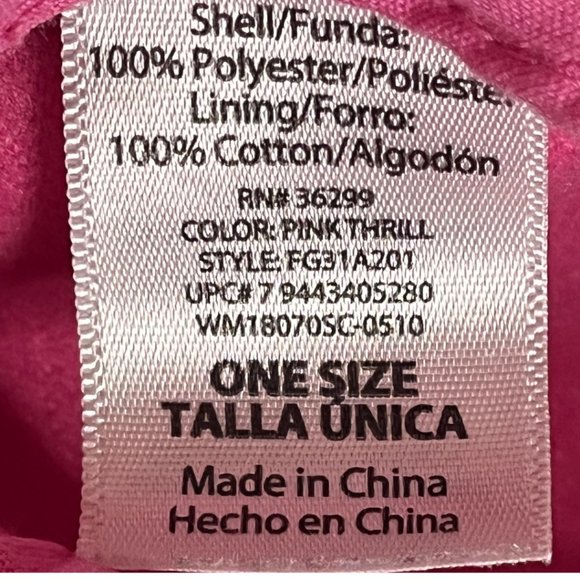 Shell/Funda:
100% Polyester/Poliéster
Lining/Forro:
100% Cotton/Algodón
RN# 36299
COLOR: PINK THRILL
STYLE: FG31A201
UPC# 7 9443405280
WM18070SC-0510
ONE SIZE
TALLA ÚNICA
Made in China
Hecho en China